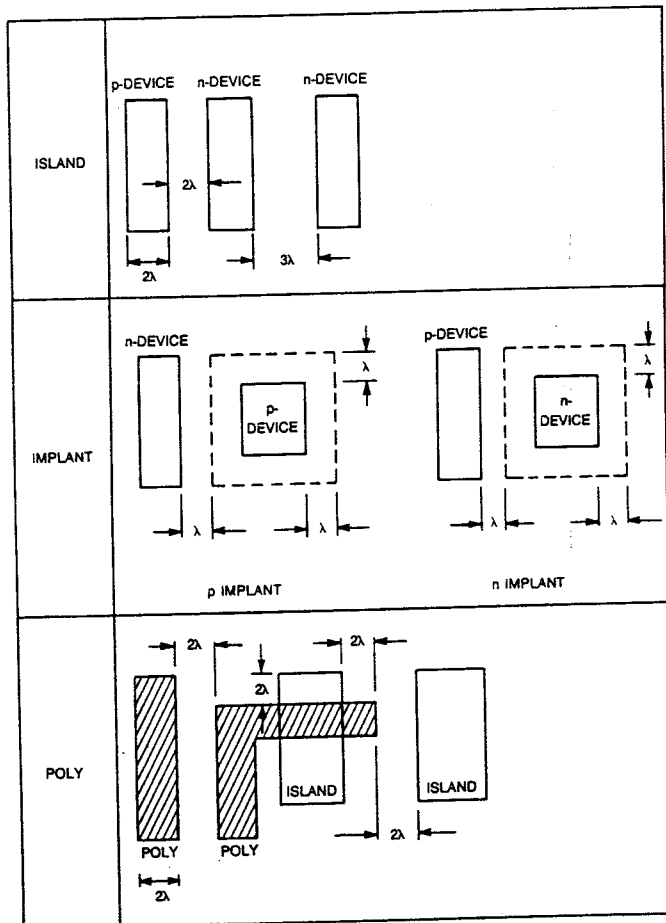 p-DEVICE n-DEVICE n-DEVICE
ISLAND
2λ
2λ
3λ
n-DEVICE
λ
p-
DEVICE
λ
λ
p IMPLANT
p-DEVICE
λ
n-
DEVICE
λ
λ
n IMPLANT
IMPLANT
2λ
2λ
2λ
POLY
ISLAND
ISLAND
2λ
POLY
POLY
2λ